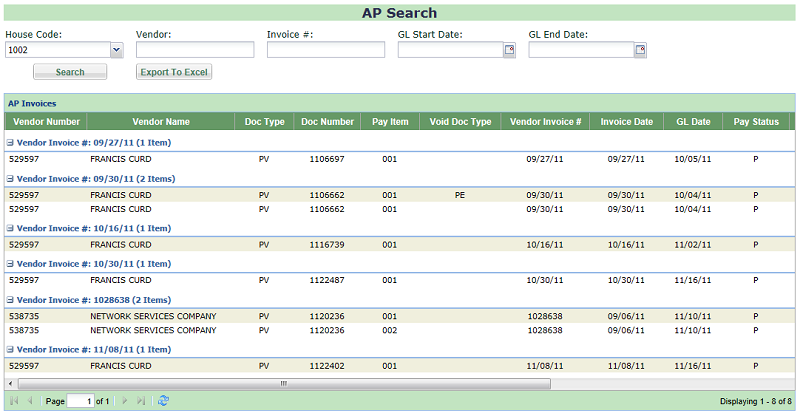 AP Search
House Code: Vendor: Invoice #: GL Start Date: GL End Date:
1002
Search Export To Excel
AP Invoices
Vendor Number Vendor Name Doc Type Doc Number Pay Item Void Doc Type Vendor Invoice # Invoice Date GL Date Pay Status
Vendor Invoice #: 09/27/11 (1 Item)
529597 FRANCIS CURD PV 1106697 001 09/27/11 09/27/11 10/05/11 P
Vendor Invoice #: 09/30/11 (2 Items)
529597 FRANCIS CURD PV 1106662 001 PE 09/30/11 09/30/11 10/04/11 P
529597 FRANCIS CURD PV 1106662 001 09/30/11 09/30/11 10/04/11 P
Vendor Invoice #: 10/16/11 (1 Item)
529597 FRANCIS CURD PV 1116739 001 10/16/11 10/16/11 11/02/11 P
Vendor Invoice #: 10/30/11 (1 Item)
529597 FRANCIS CURD PV 1122487 001 10/30/11 10/30/11 11/16/11 P
Vendor Invoice #: 1028638 (2 Items)
538735 NETWORK SERVICES COMPANY PV 1120236 001 1028638 09/06/11 11/10/11 P
538735 NETWORK SERVICES COMPANY PV 1120236 002 1028638 09/06/11 11/10/11 P
Vendor Invoice #: 11/08/11 (1 Item)
529597 FRANCIS CURD PV 1122402 001 11/08/11 11/08/11 11/16/11 P
Page 1 of 1 Displaying 1 - 8 of 8